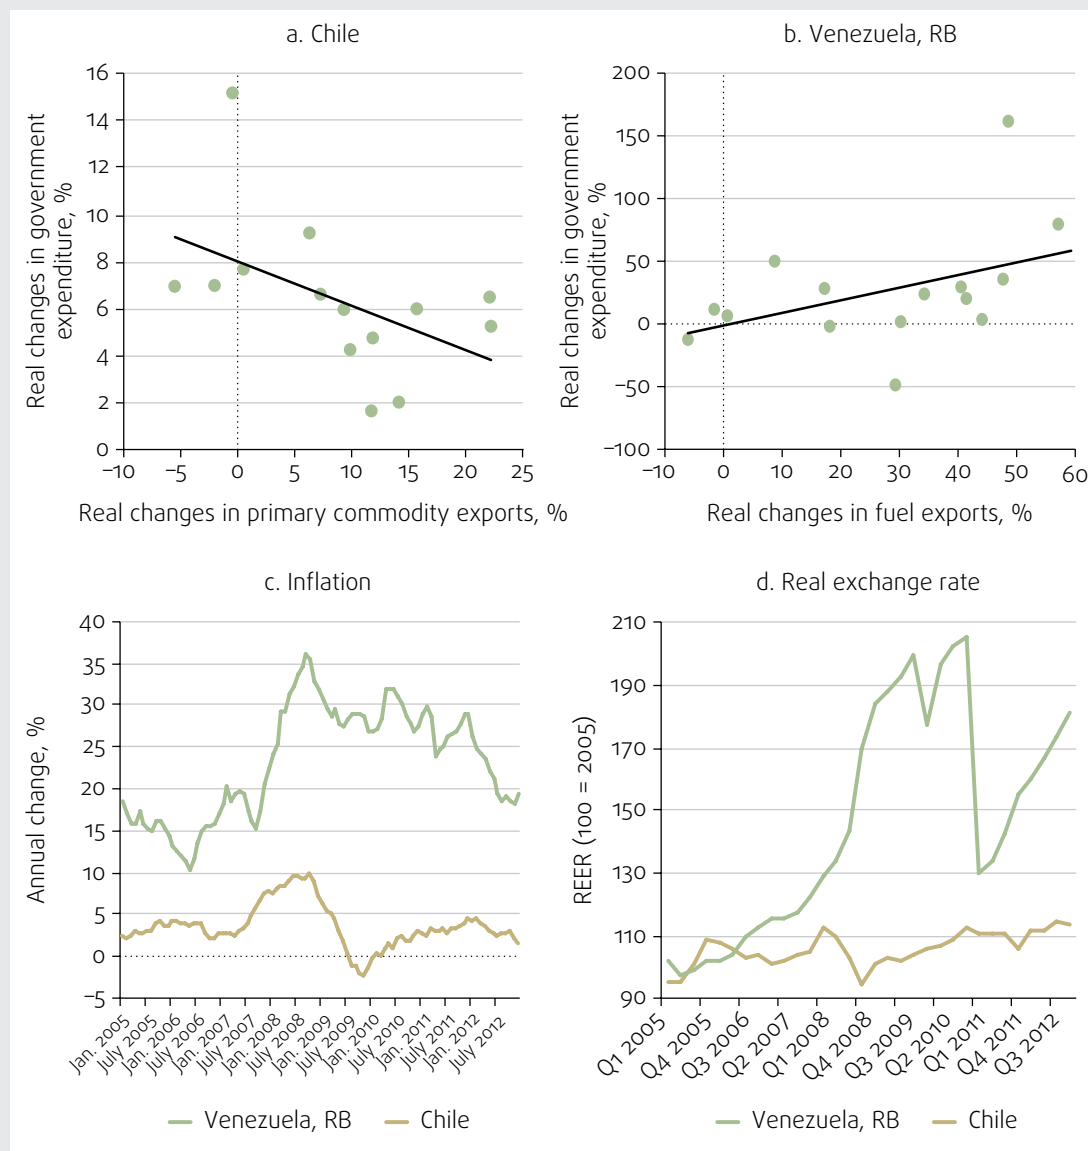 a. Chile
Real changes in government
expenditure, %
16
14
12
10
8
6
4
2
0
–10
–5
0
5
10
15
20
25
Real changes in primary commodity exports, %
b. Venezuela, RB
Real changes in government
expenditure, %
200
150
100
50
0
–50
–100
–10
0
10
20
30
40
50
60
Real changes in fuel exports, %
c. Inflation
Annual change, %
40
35
30
25
20
15
10
5
0
–5
Jan. 2005
July 2005
Jan. 2006
July 2006
Jan. 2007
July 2007
Jan. 2008
July 2008
Jan. 2009
July 2009
Jan. 2010
July 2010
Jan. 2011
July 2011
Jan. 2012
July 2012
Venezuela, RB
Chile
d. Real exchange rate
REER (100 = 2005)
210
190
170
150
130
110
90
Q1 2005
Q4 2005
Q3 2006
Q2 2007
Q1 2008
Q4 2008
Q3 2009
Q2 2010
Q1 2011
Q4 2011
Q3 2012
Venezuela, RB
Chile